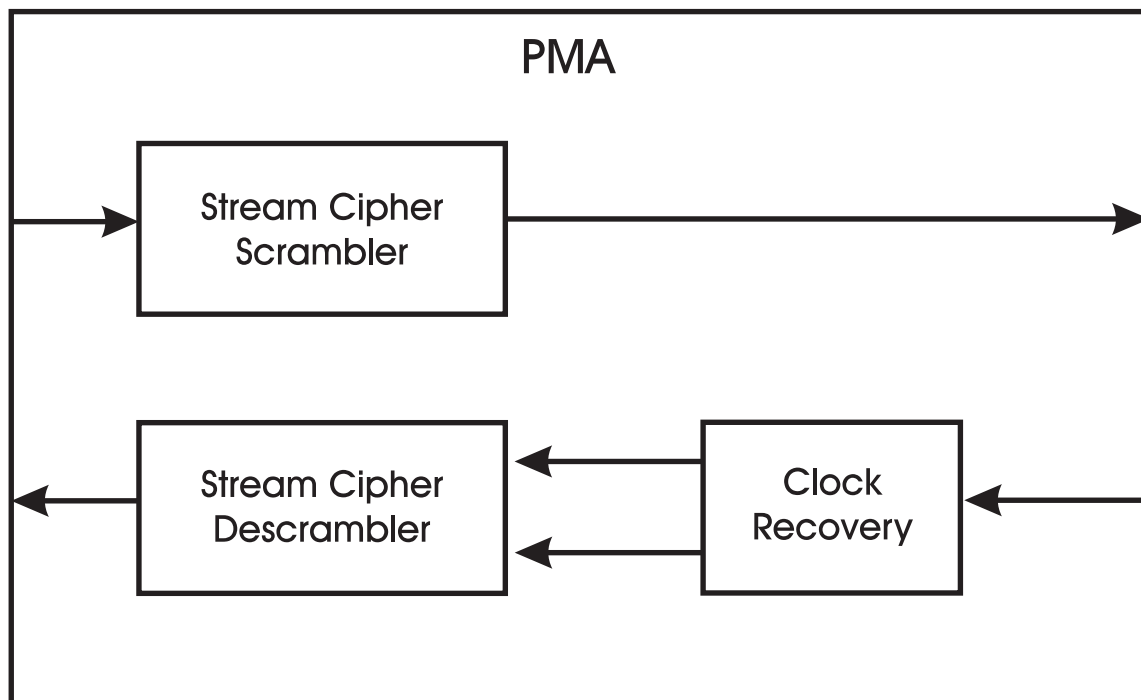 PMA
Stream Cipher
Scrambler
Stream Cipher
Descrambler
Clock
Recovery